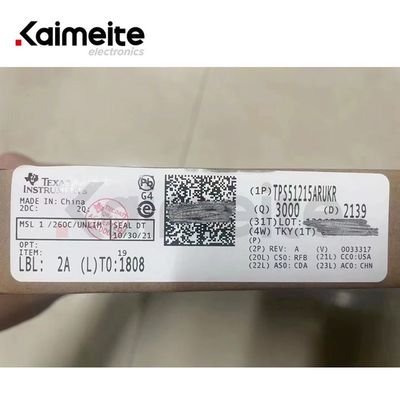 Kaimeite
electronics
TEXAS
INSTRUMENTS
MADE IN: China
2DC: 2Q:
MSL 1 /260C/UNLIM SEAL DT
10/30/21
OPT:
ITEM: 19
LBL: 2A (L)T0:1808
Pb
G4
e
(1P) TPS51215ARUKR
(Q) 3000 (D) 2139
(31T)LOT:
(4W) TKY(1T)
(P)
(2P) REV: A (V) 0033317
(20L) CSO: RFB (21L) CCO:USA
(22L) ASO: CDA (23L) ACO: CHN